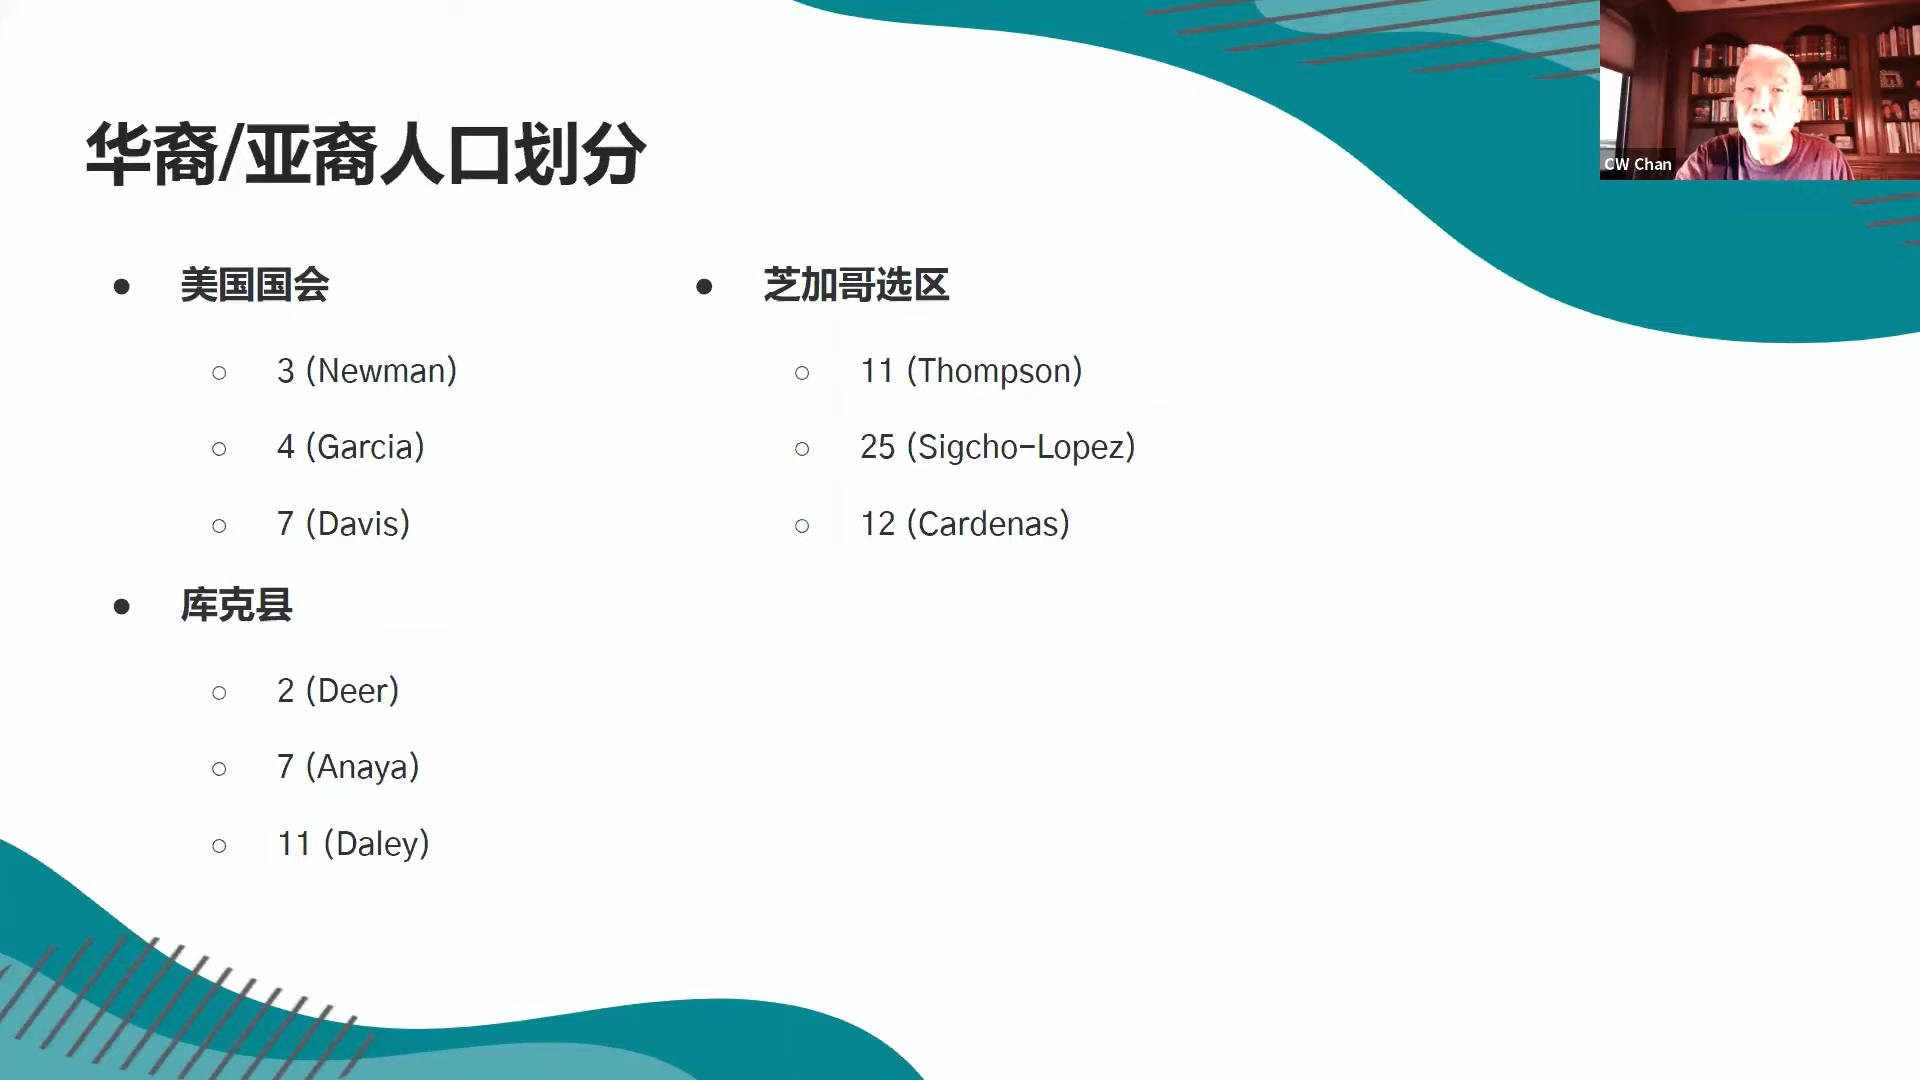 华裔/亚裔人口划分
● 美国国会
○ 3 (Newman)
○ 4 (Garcia)
○ 7 (Davis)
● 库克县
○ 2 (Deer)
○ 7 (Anaya)
○ 11 (Daley)
● 芝加哥选区
○ 11 (Thompson)
○ 25 (Sigcho-Lopez)
○ 12 (Cardenas)
CW Chan